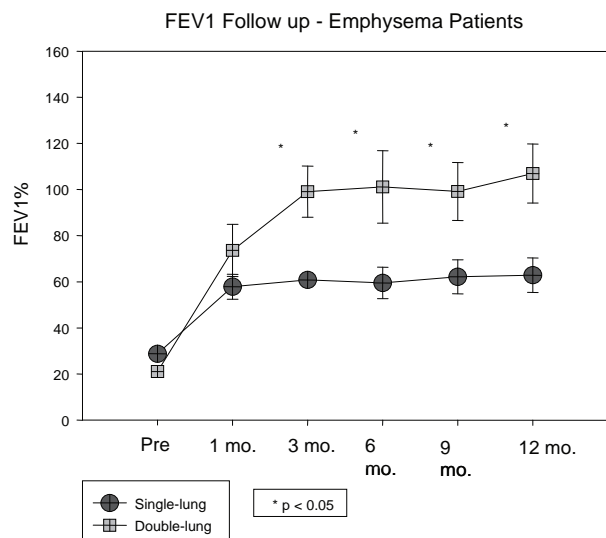 FEV1 Follow up - Emphysema Patients
160
140
120
100
80
60
40
20
0
FEV1%
*
*
*
*
Pre
1 mo.
3 mo.
6
mo.
9
mo.
12 mo.
Single-lung
Double-lung
* p < 0.05